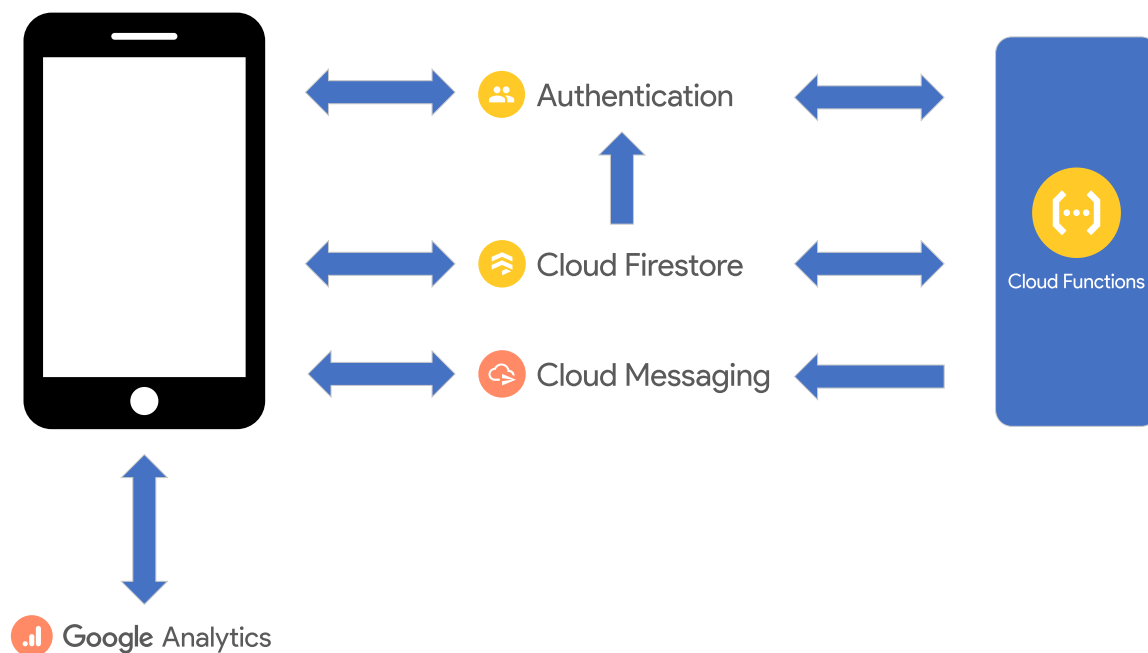 Authentication
Cloud Firestore
Cloud Functions
Cloud Messaging
Google Analytics